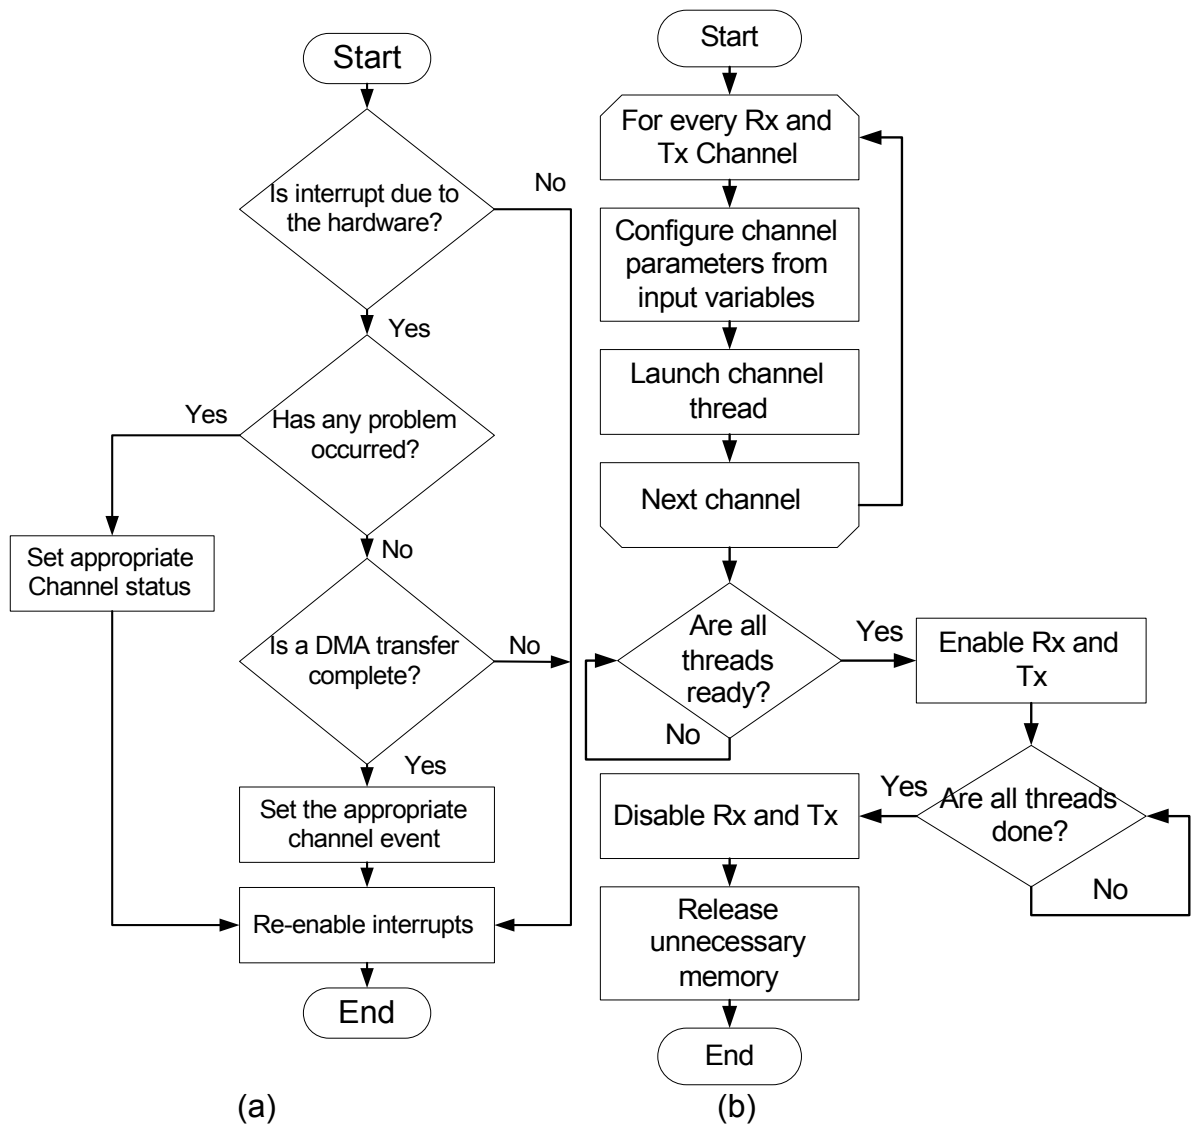 Start
Is interrupt due to
the hardware?
No
Yes
Has any problem
occurred?
Yes
Set appropriate
Channel status
No
Is a DMA transfer
complete?
No
Yes
Set the appropriate
channel event
Re-enable interrupts
End
(a)
Start
For every Rx and
Tx Channel
Configure channel
parameters from
input variables
Launch channel
thread
Next channel
Are all
threads
ready?
No
Yes
Enable Rx and
Tx
Are all threads
done?
No
Yes
Disable Rx and Tx
Release
unnecessary
memory
End
(b)